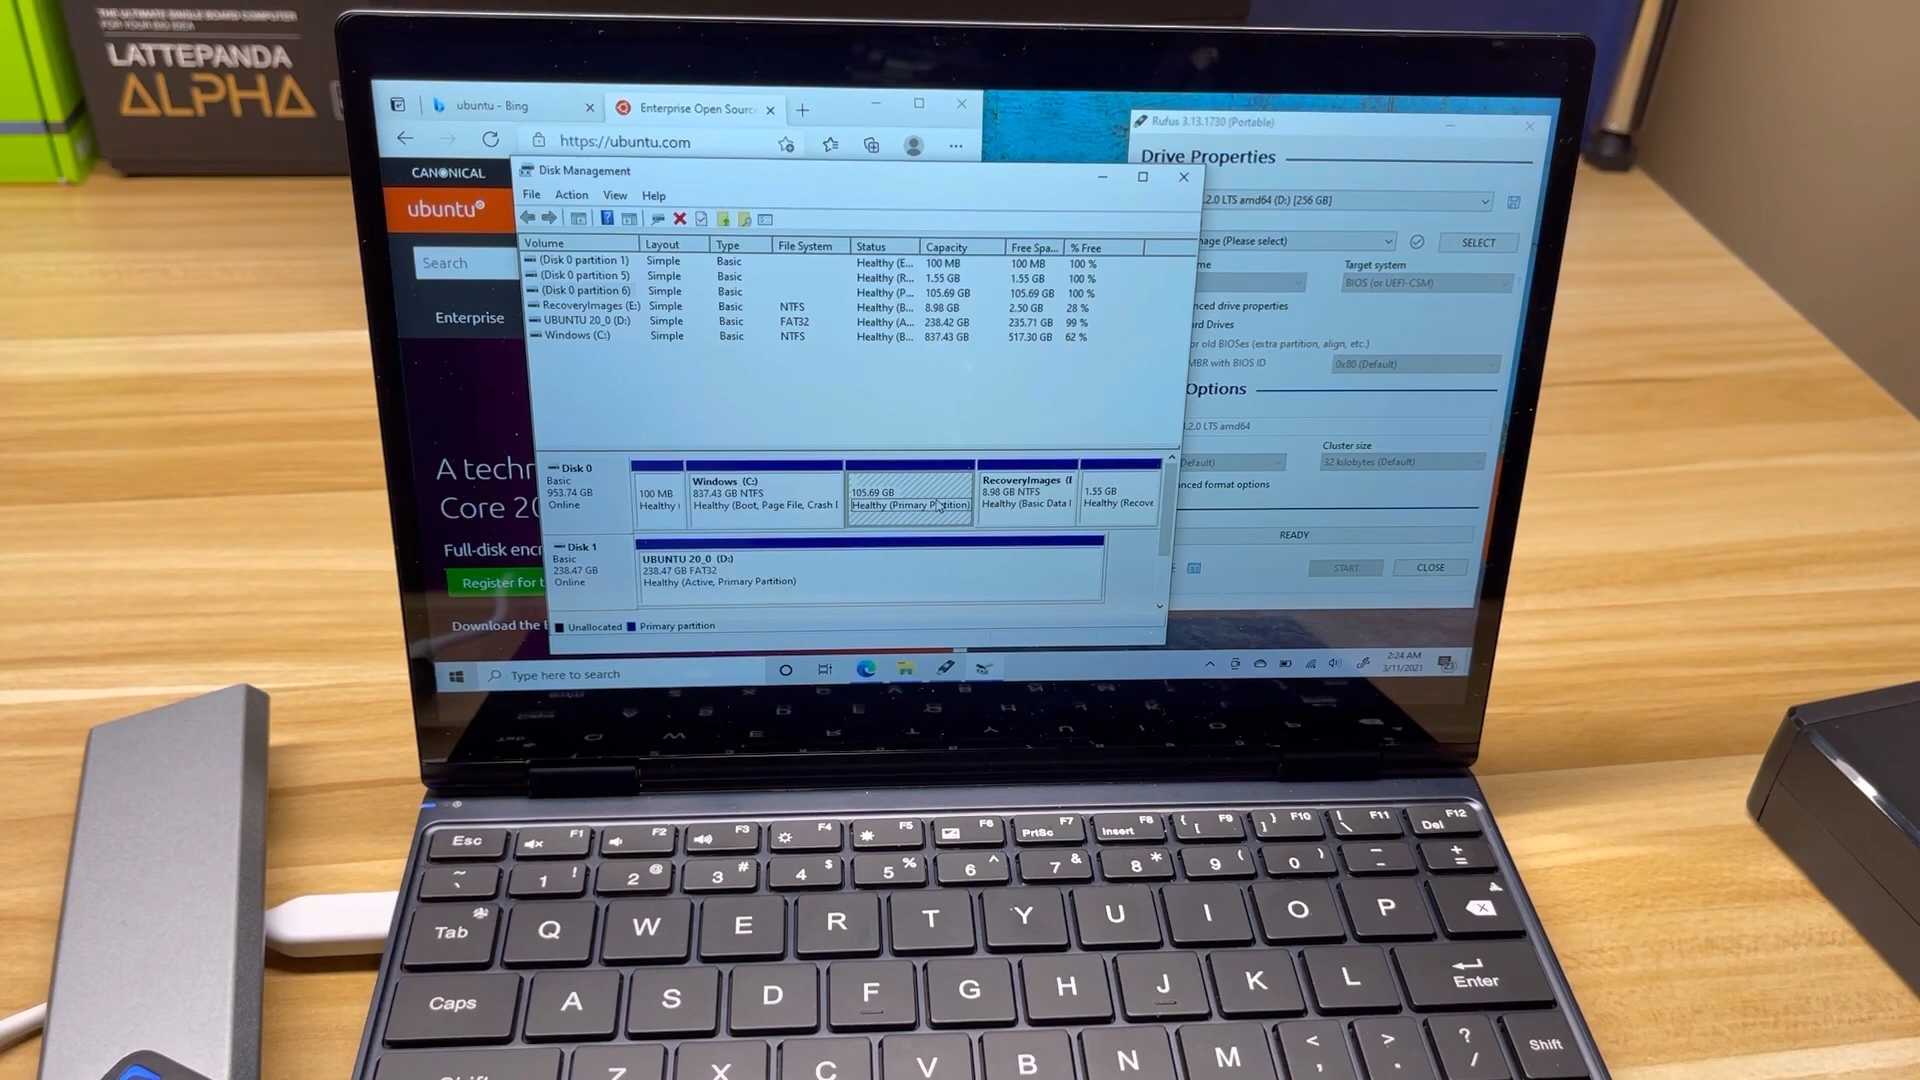 THE ULTIMATE SINGLE BOARD COMPUTER
FOR YOUR BIG IDEA
LATTEPANDA
ALPHA
ubuntu - Bing
Enterprise Open Sourc
https://ubuntu.com
CANONICAL
ubuntu
Search
Enterprise
A techn
Core 20
Full-disk encr
Register for t
Download the E
Disk Management
File Action View Help
Volume Layout Type File System Status Capacity Free Spa... % Free
(Disk 0 partition 1) Simple Basic Healthy (E... 100 MB 100 MB 100 %
(Disk 0 partition 5) Simple Basic Healthy (R... 1.55 GB 1.55 GB 100 %
(Disk 0 partition 6) Simple Basic Healthy (P... 105.69 GB 105.69 GB 100 %
RecoveryImages (E:) Simple Basic NTFS Healthy (B... 8.98 GB 2.50 GB 28 %
UBUNTU 20_0 (D:) Simple Basic FAT32 Healthy (A... 238.42 GB 235.71 GB 99 %
Windows (C:) Simple Basic NTFS Healthy (B... 837.43 GB 517.30 GB 62 %
Disk 0
Basic
953.74 GB
Online
100 MB
Healthy (
Windows (C:)
837.43 GB NTFS
Healthy (Boot, Page File, Crash D
105.69 GB
Healthy (Primary Partition)
RecoveryImages (E
8.98 GB NTFS
Healthy (Basic Data
1.55 GB
Healthy (Recove
Disk 1
Basic
238.47 GB
Online
UBUNTU 20_0 (D:)
238.47 GB FAT32
Healthy (Active, Primary Partition)
Unallocated Primary partition
Rufus 3.13.1730 (Portable)
Drive Properties
.2.0 LTS amd64 (D:) [256 GB]
nage (Please select)
SELECT
me
Target system
BIOS (or UEFI-CSM)
?
nced drive properties
rd Drives
or old BIOSes (extra partition, align, etc.)
MBR with BIOS ID
0x80 (Default)
Options
.2.0 LTS amd64
Cluster size
Default)
32 kilobytes (Default)
nced format options
READY
START
CLOSE
Type here to search
2:24 AM
3/11/2021
23
Esc F1 F2 F3 F4 F5 F6 PrtSc F7 Insert F8 { [ F9 } ] F10 | \ F11 Del F12
~ ` 1 ! 2 @ 3 # 4 $ 5 % 6 ^ 7 & 8 * 9 ( 0 ) _ - + =
Tab Q W E R T Y U I O P
Caps A S D F G H J K L Enter
Shift Z X C V B N M < , > . ? / Shift